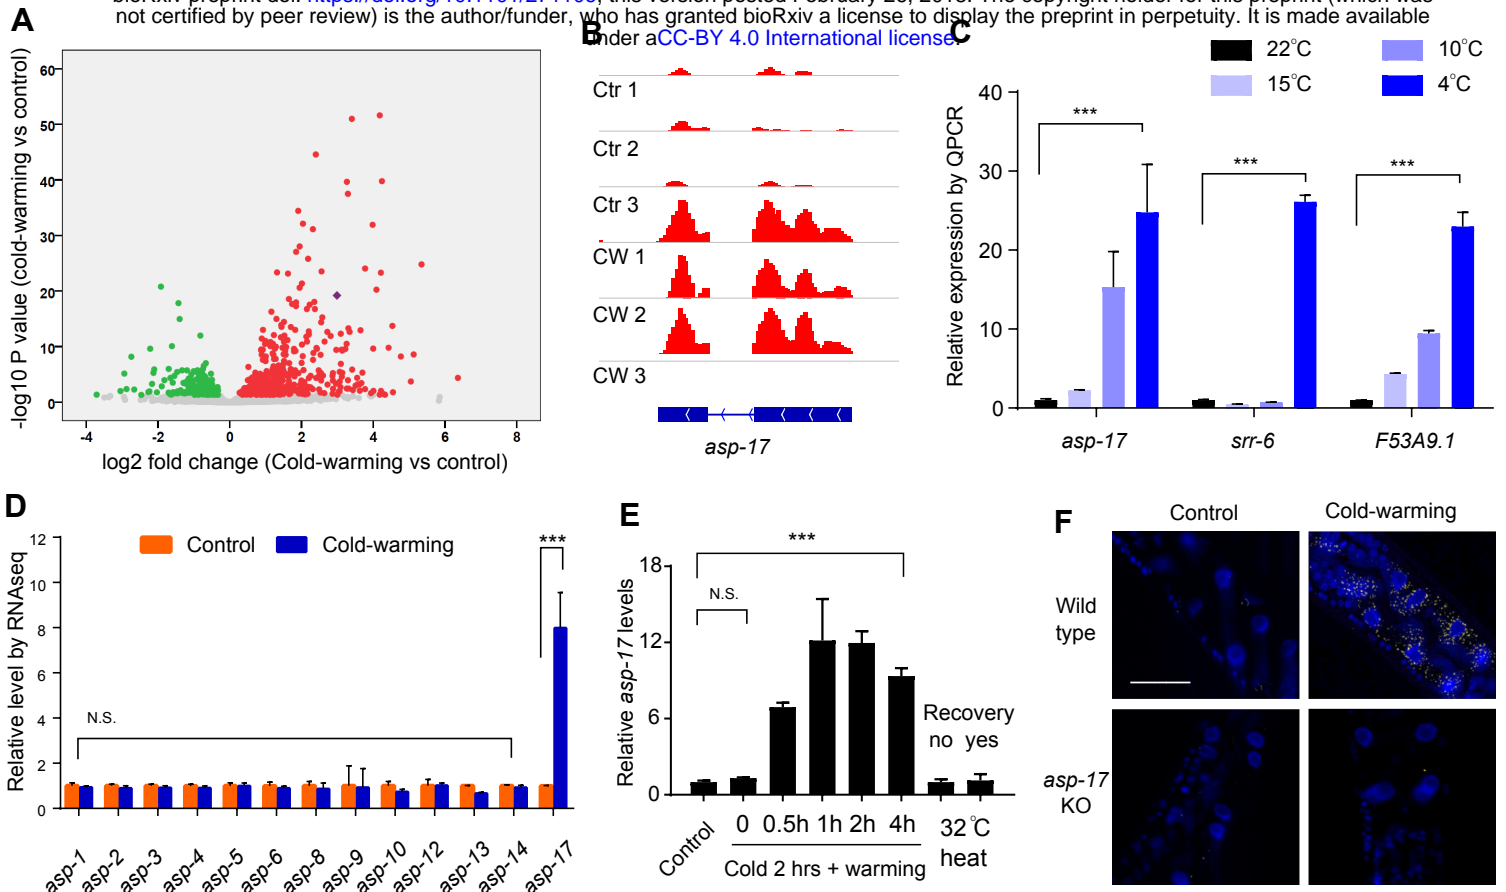 not certified by peer review) is the author/funder, who has granted bioRxiv a license to display the preprint in perpetuity. It is made available
under aCC-BY 4.0 International license.
A
-log10 P value (cold-warming vs control)
60
50
40
30
20
10
0
-4 -2 0 2 4 6 8
log2 fold change (Cold-warming vs control)
B
Ctr 1
Ctr 2
Ctr 3
CW 1
CW 2
CW 3
asp-17
C
22°C
15°C
10°C
4°C
Relative expression by QPCR
40
30
20
10
0
***
***
***
asp-17 srr-6 F53A9.1
D
Control Cold-warming
Relative level by RNAseq
12
10
8
6
4
2
0
N.S.
***
asp-1 asp-2 asp-3 asp-4 asp-5 asp-6 asp-8 asp-9 asp-10 asp-12 asp-13 asp-14 asp-17
E
Relative asp-17 levels
18
12
6
0
***
N.S.
Recovery
no yes
Control 0 0.5h 1h 2h 4h
Cold 2 hrs + warming
32°C
heat
F
Control Cold-warming
Wild
type
asp-17
KO